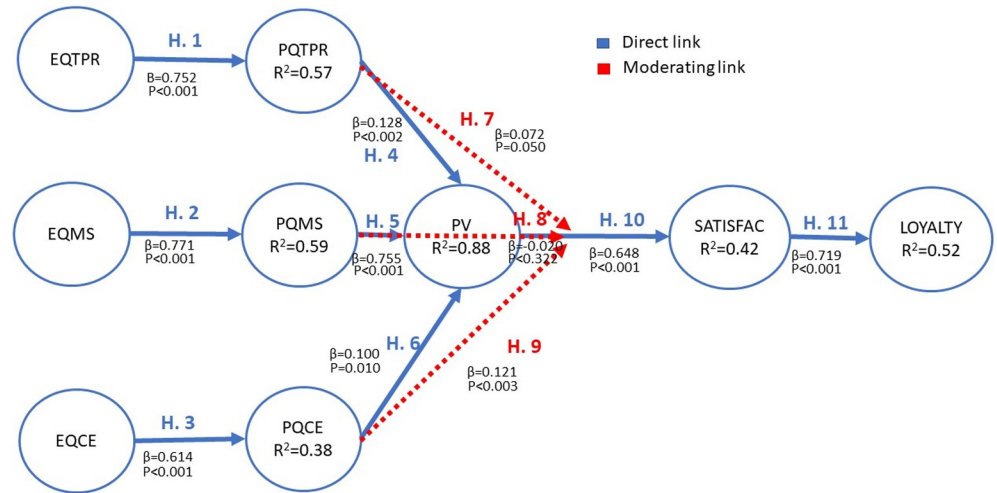 EQTPR
H. 1
Β=0.752
P<0.001
PQTPR
R²=0.57
Direct link
Moderating link
β=0.128
P<0.002
H. 4
H. 7
β=0.072
P=0.050
EQMS
H. 2
β=0.771
P<0.001
PQMS
R²=0.59
H. 5
β=0.755
P<0.001
PV
R²=0.88
H. 8
β=-0.020
P<0.322
H. 10
β=0.648
P<0.001
SATISFAC
R²=0.42
H. 11
β=0.719
P<0.001
LOYALTY
R²=0.52
β=0.100
P=0.010
H. 6
H. 9
β=0.121
P<0.003
EQCE
H. 3
β=0.614
P<0.001
PQCE
R²=0.38